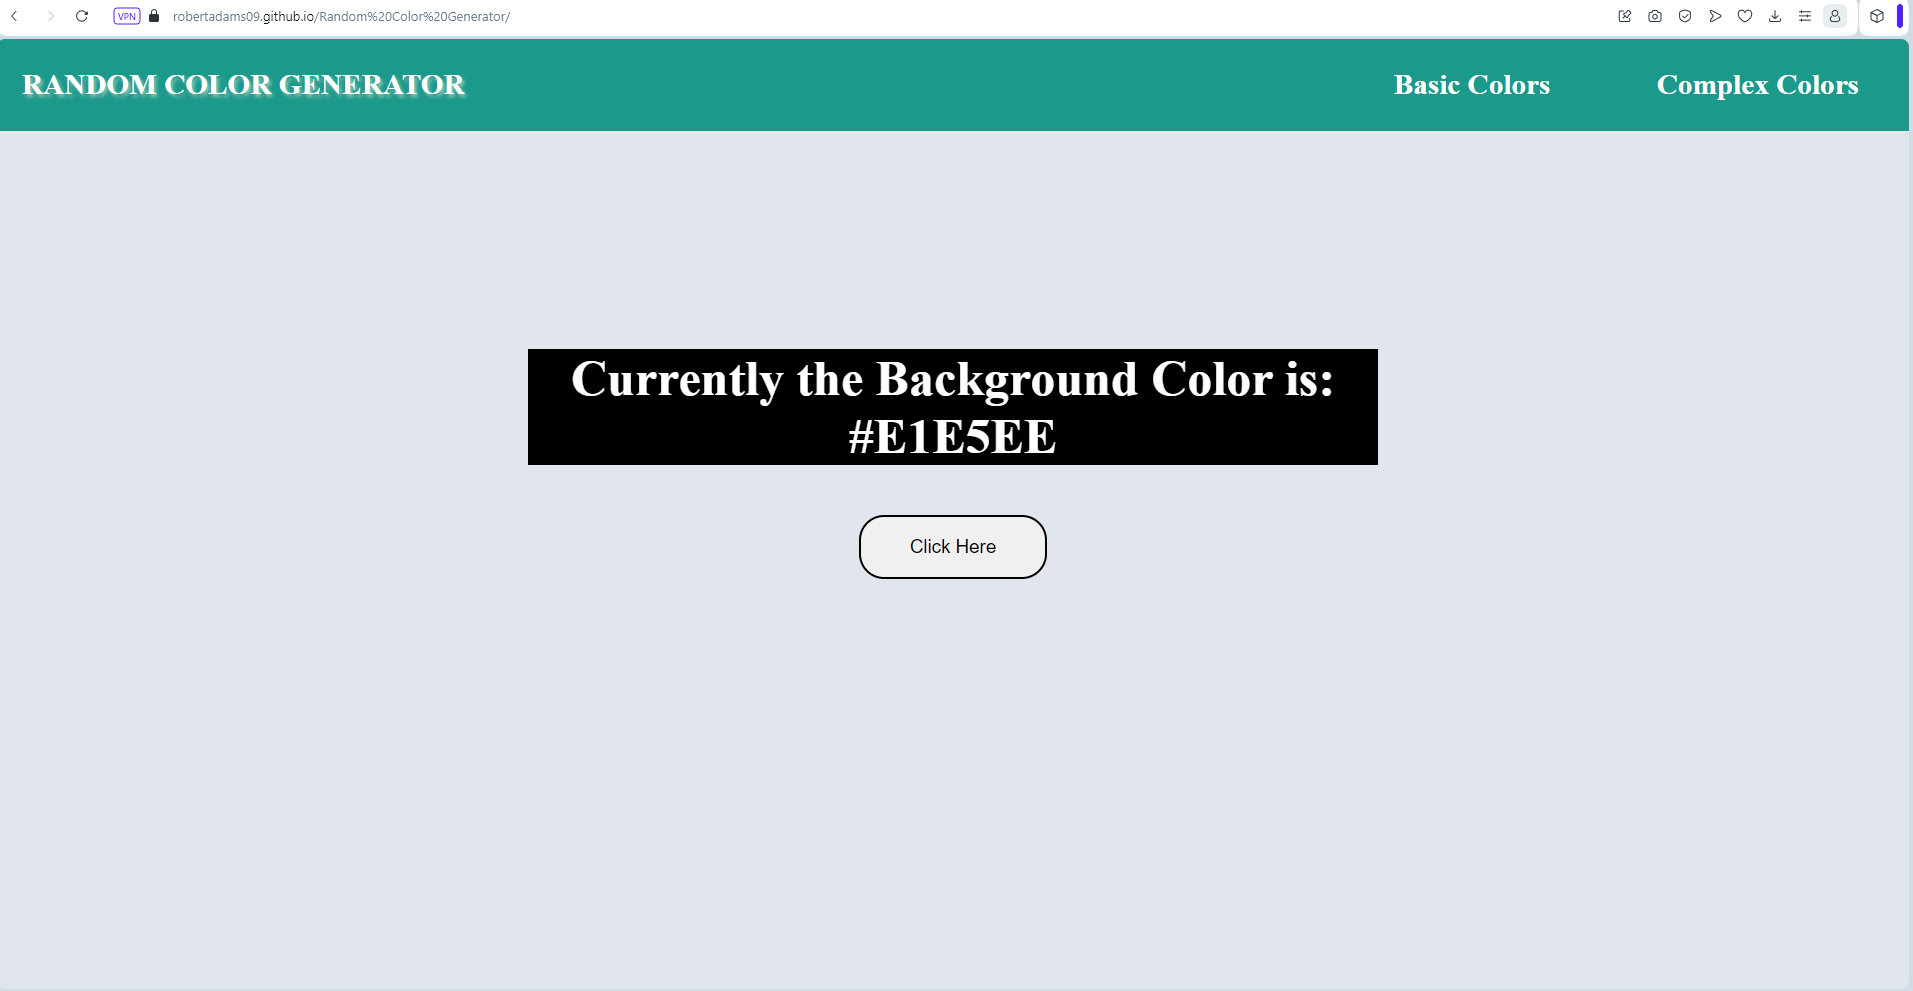 VPN
robertadams09.github.io/Random%20Color%20Generator/
RANDOM COLOR GENERATOR
Basic Colors
Complex Colors
Currently the Background Color is:
#E1E5EE
Click Here